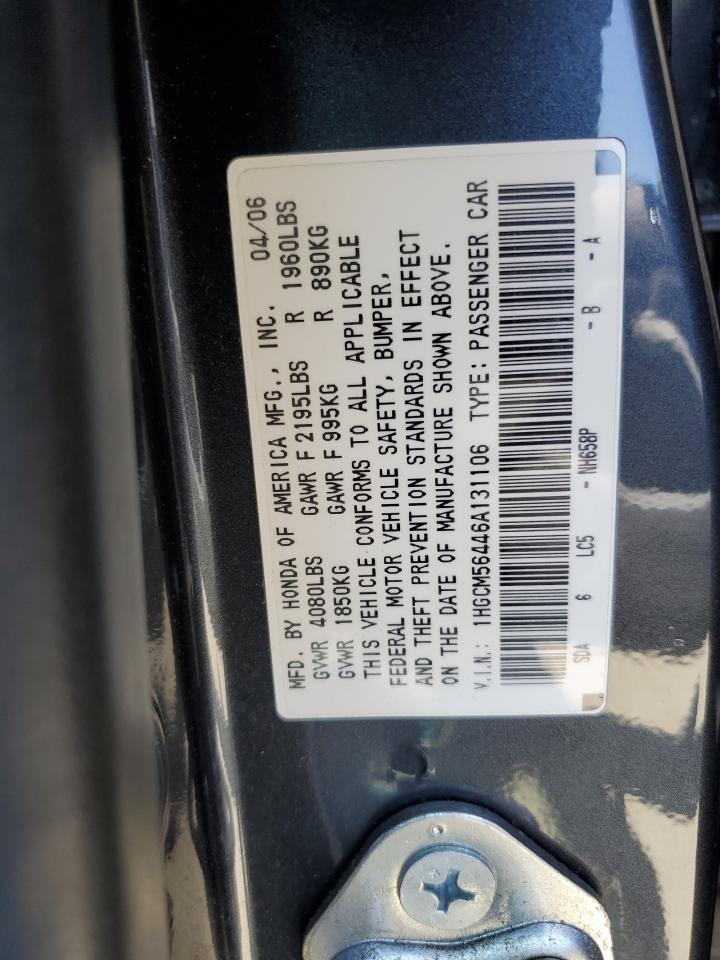 MFD. BY HONDA OF AMERICA MFG., INC. 04/06
GVWR 4080LBS GAWR F 2195LBS R 1960LBS
GVWR 1850KG GAWR F 995KG R 890KG
THIS VEHICLE CONFORMS TO ALL APPLICABLE
FEDERAL MOTOR VEHICLE SAFETY, BUMPER,
AND THEFT PREVENTION STANDARDS IN EFFECT
ON THE DATE OF MANUFACTURE SHOWN ABOVE.
V.I.N.: 1HGCM56446A131106 TYPE: PASSENGER CAR
SDA 6 LC5 - NH658P - B - A